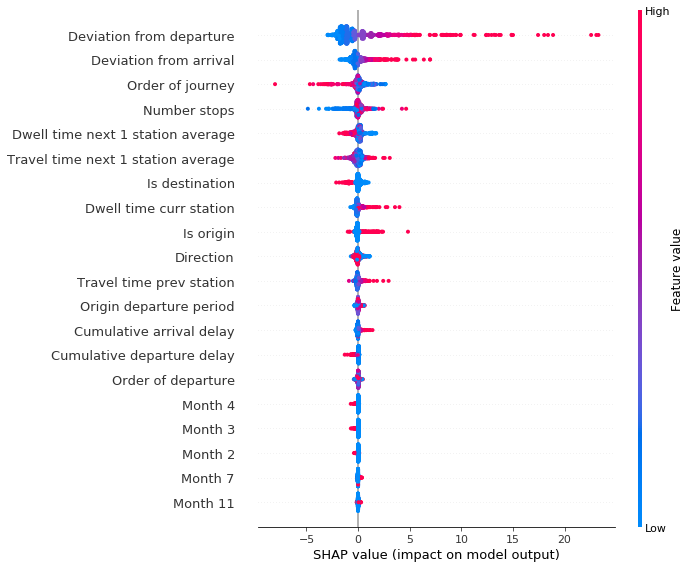 High
Deviation from departure
Deviation from arrival
Order of journey
Number stops
Dwell time next 1 station average
Travel time next 1 station average
Is destination
Dwell time curr station
Is origin
Direction
Travel time prev station
Origin departure period
Cumulative arrival delay
Cumulative departure delay
Order of departure
Month 4
Month 3
Month 2
Month 7
Month 11
Feature value
Low
−5 0 5 10 15 20
SHAP value (impact on model output)